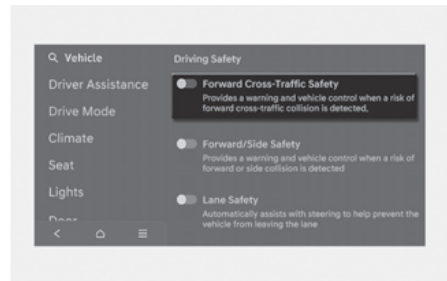 Vehicle
Driver Assistance
Drive Mode
Climate
Seat
Lights
Door
Driving Safety
Forward Cross-Traffic Safety
Provides a warning and vehicle control when a risk of
forward cross-traffic collision is detected,
Forward/Side Safety
Provides a warning and vehicle control when a risk of
forward or side collision is detected
Lane Safety
Automatically assists with steering to help prevent the
vehicle from leaving the lane